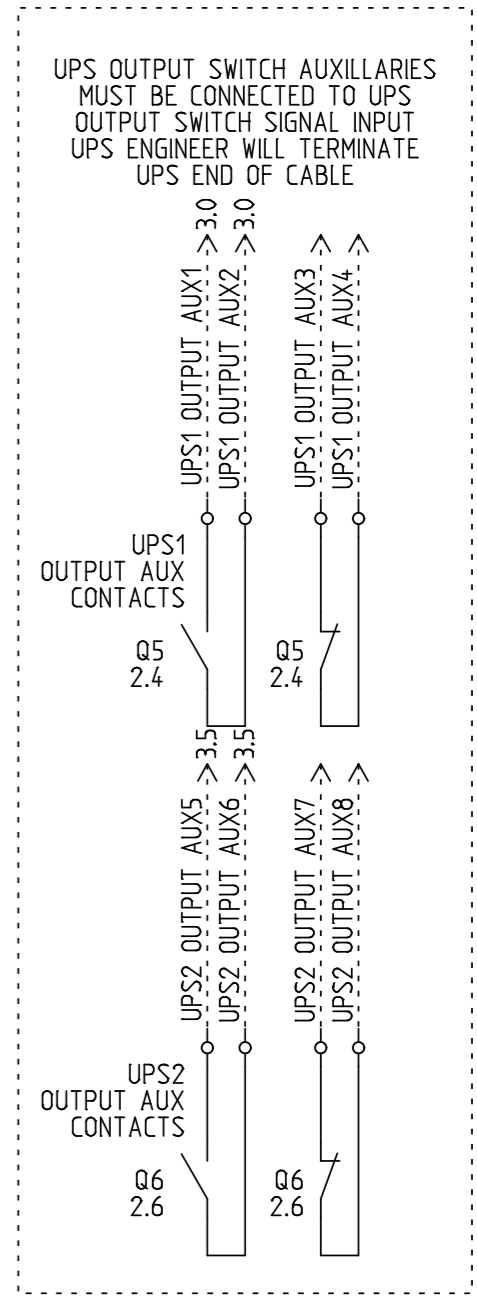 UPS OUTPUT SWITCH AUXILLARIES
MUST BE CONNECTED TO UPS
OUTPUT SWITCH SIGNAL INPUT
UPS ENGINEER WILL TERMINATE
UPS END OF CABLE
3.0
3.0
UPS1 OUTPUT AUX1
UPS1 OUTPUT AUX2
UPS1 OUTPUT AUX3
UPS1 OUTPUT AUX4
UPS1
OUTPUT AUX
CONTACTS
Q5
2.4
Q5
2.4
3.5
3.5
UPS2 OUTPUT AUX5
UPS2 OUTPUT AUX6
UPS2 OUTPUT AUX7
UPS2 OUTPUT AUX8
UPS2
OUTPUT AUX
CONTACTS
Q6
2.6
Q6
2.6